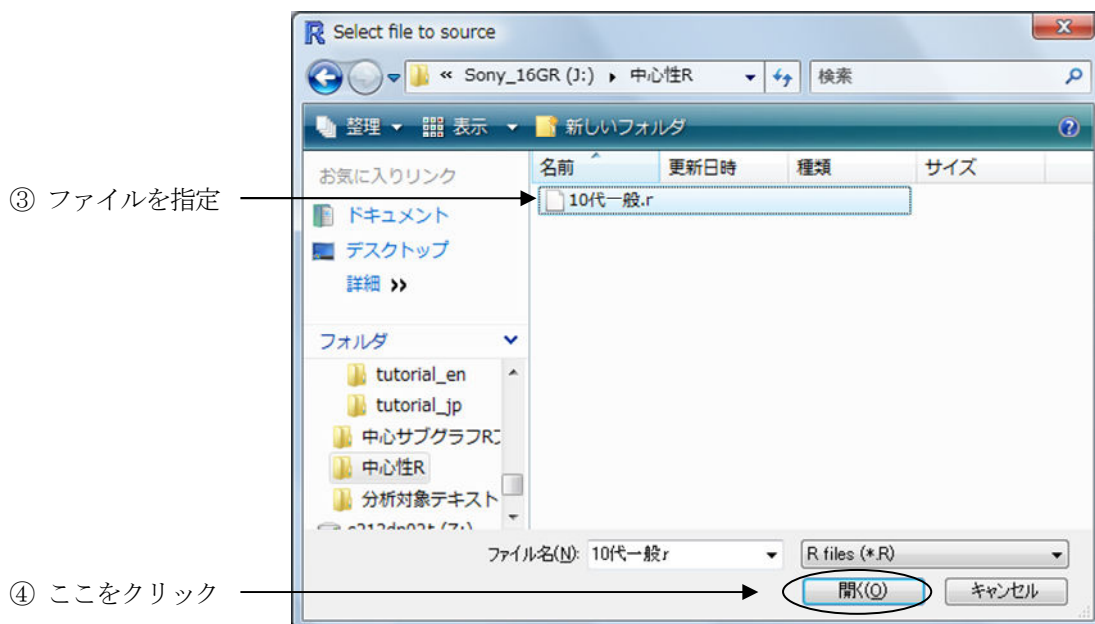 Select file to source
« Sony_16GR (J:) ▸ 中心性R
検索
整理 表示 新しいフォルダ
お気に入りリンク
名前 更新日時 種類 サイズ
③ ファイルを指定
10代一般.r
ドキュメント
デスクトップ
詳細 »
フォルダ
tutorial_en
tutorial_jp
中心サブグラフR
中心性R
分析対象テキスト
ファイル名(N): 10代一般.r
R files (*.R)
④ ここをクリック
開く(O) キャンセル